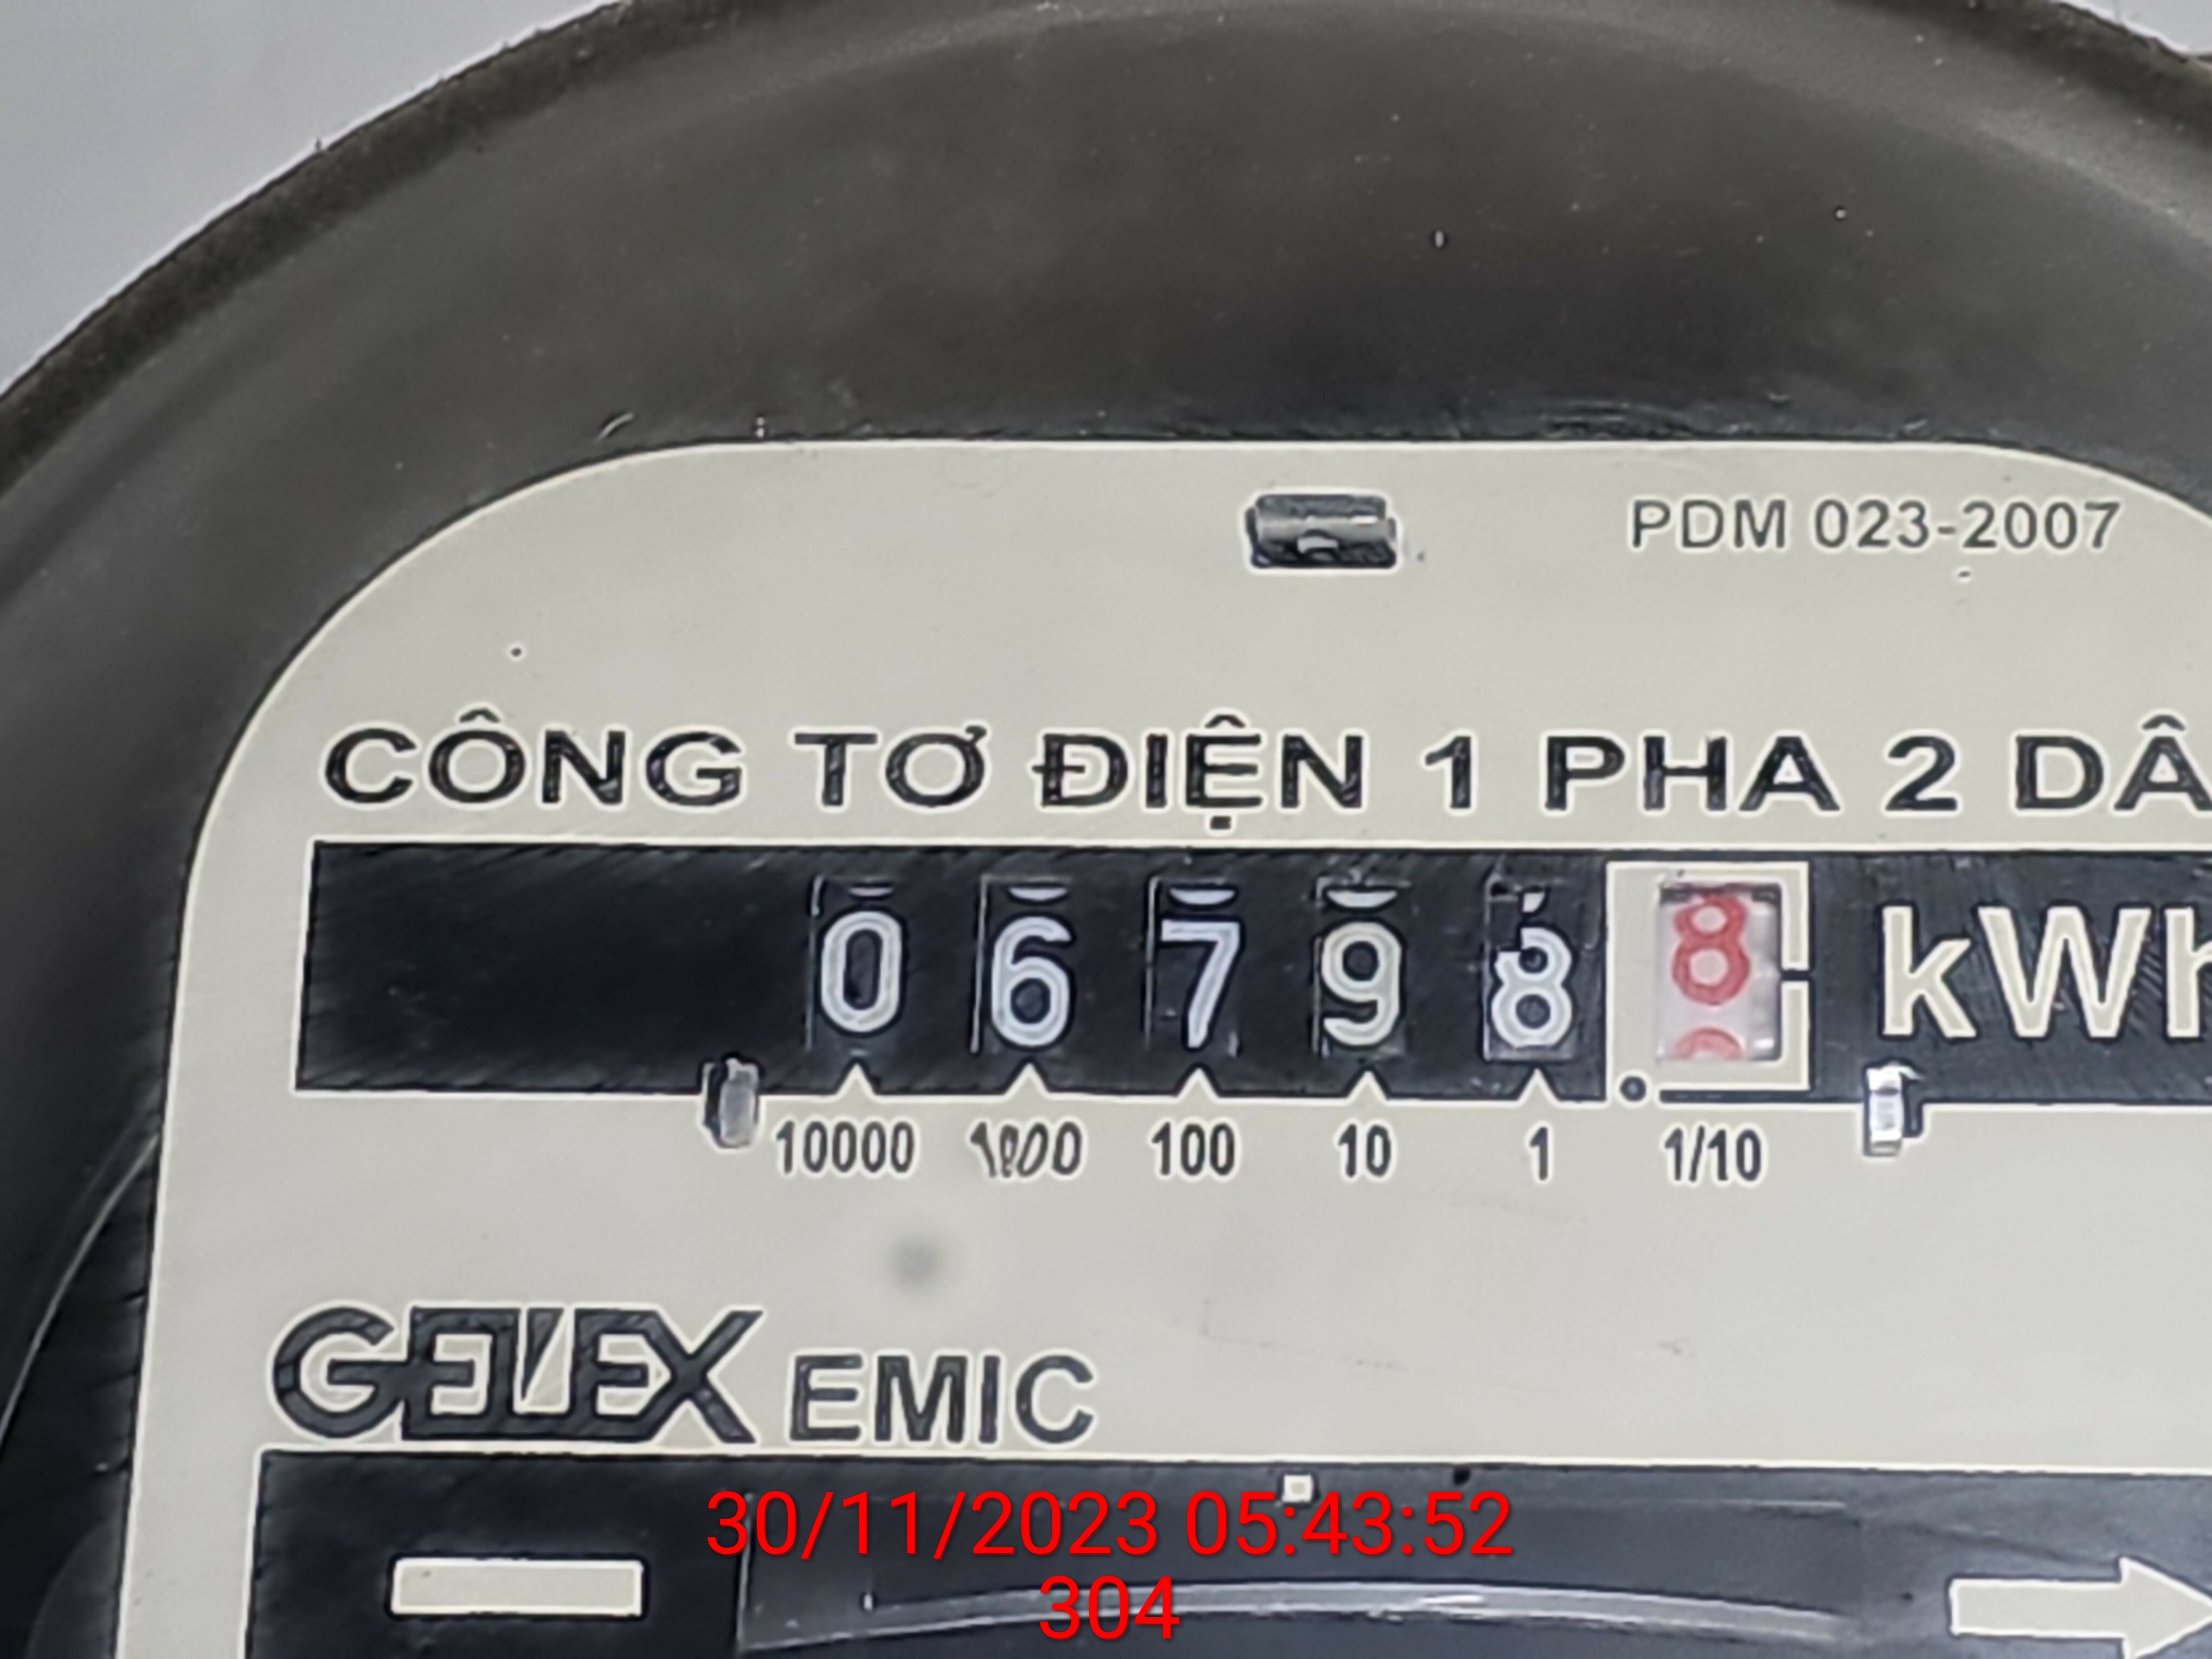 PDM 023-2007
CÔNG TƠ ĐIỆN 1 PHA 2 DÂ
0 6 7 9 8 8 kWh
10000 1000 100 10 1 1/10
GELEX EMIC
30/11/2023 05:43:52
304